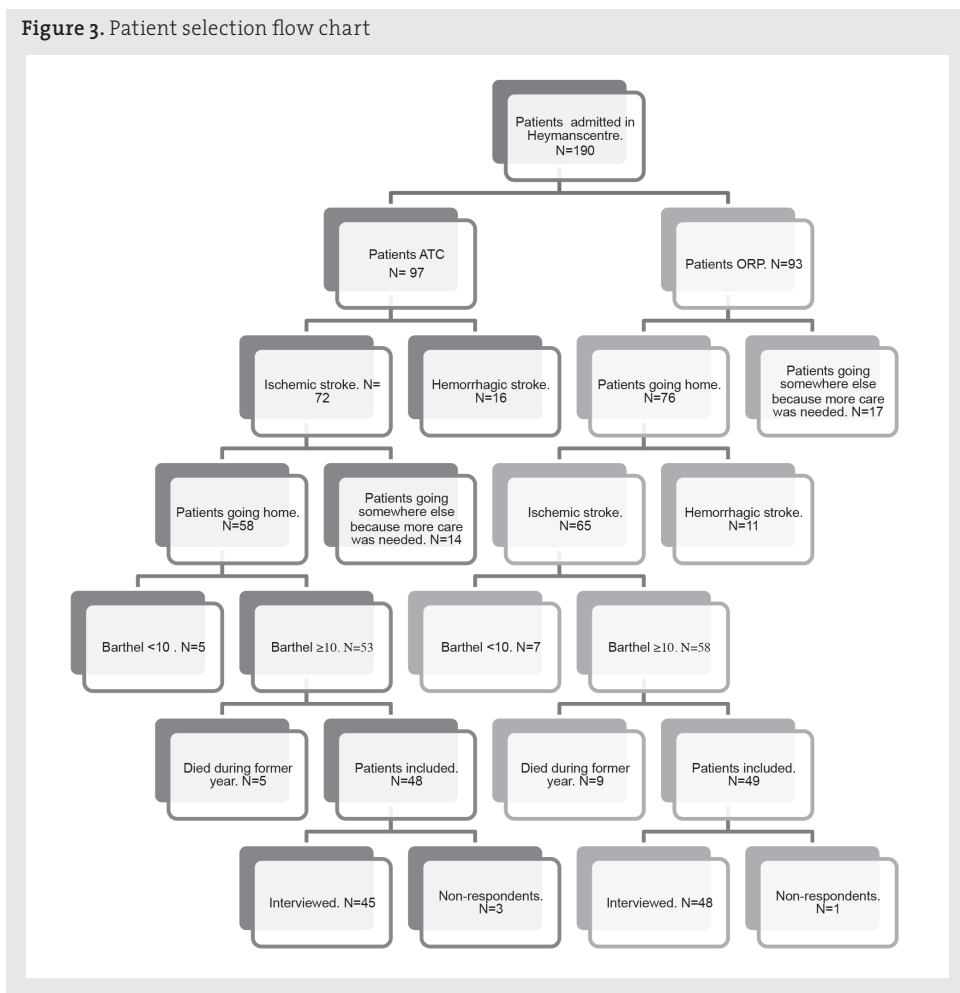 Figure 3. Patient selection flow chart
Patients admitted in
Heymanscentre.
N=190
Patients ATC
N= 97
Patients ORP. N=93
Ischemic stroke. N=
72
Hemorrhagic stroke.
N=16
Patients going home.
N=76
Patients going
somewhere else
because more care
was needed. N=17
Patients going home.
N=58
Patients going
somewhere else
because more care
was needed. N=14
Ischemic stroke.
N=65
Hemorrhagic stroke.
N=11
Barthel <10 . N=5
Barthel ≥10. N=53
Barthel <10. N=7
Barthel ≥10. N=58
Died during former
year. N=5
Patients included.
N=48
Died during former
year. N=9
Patients included.
N=49
Interviewed. N=45
Non-respondents.
N=3
Interviewed. N=48
Non-respondents.
N=1